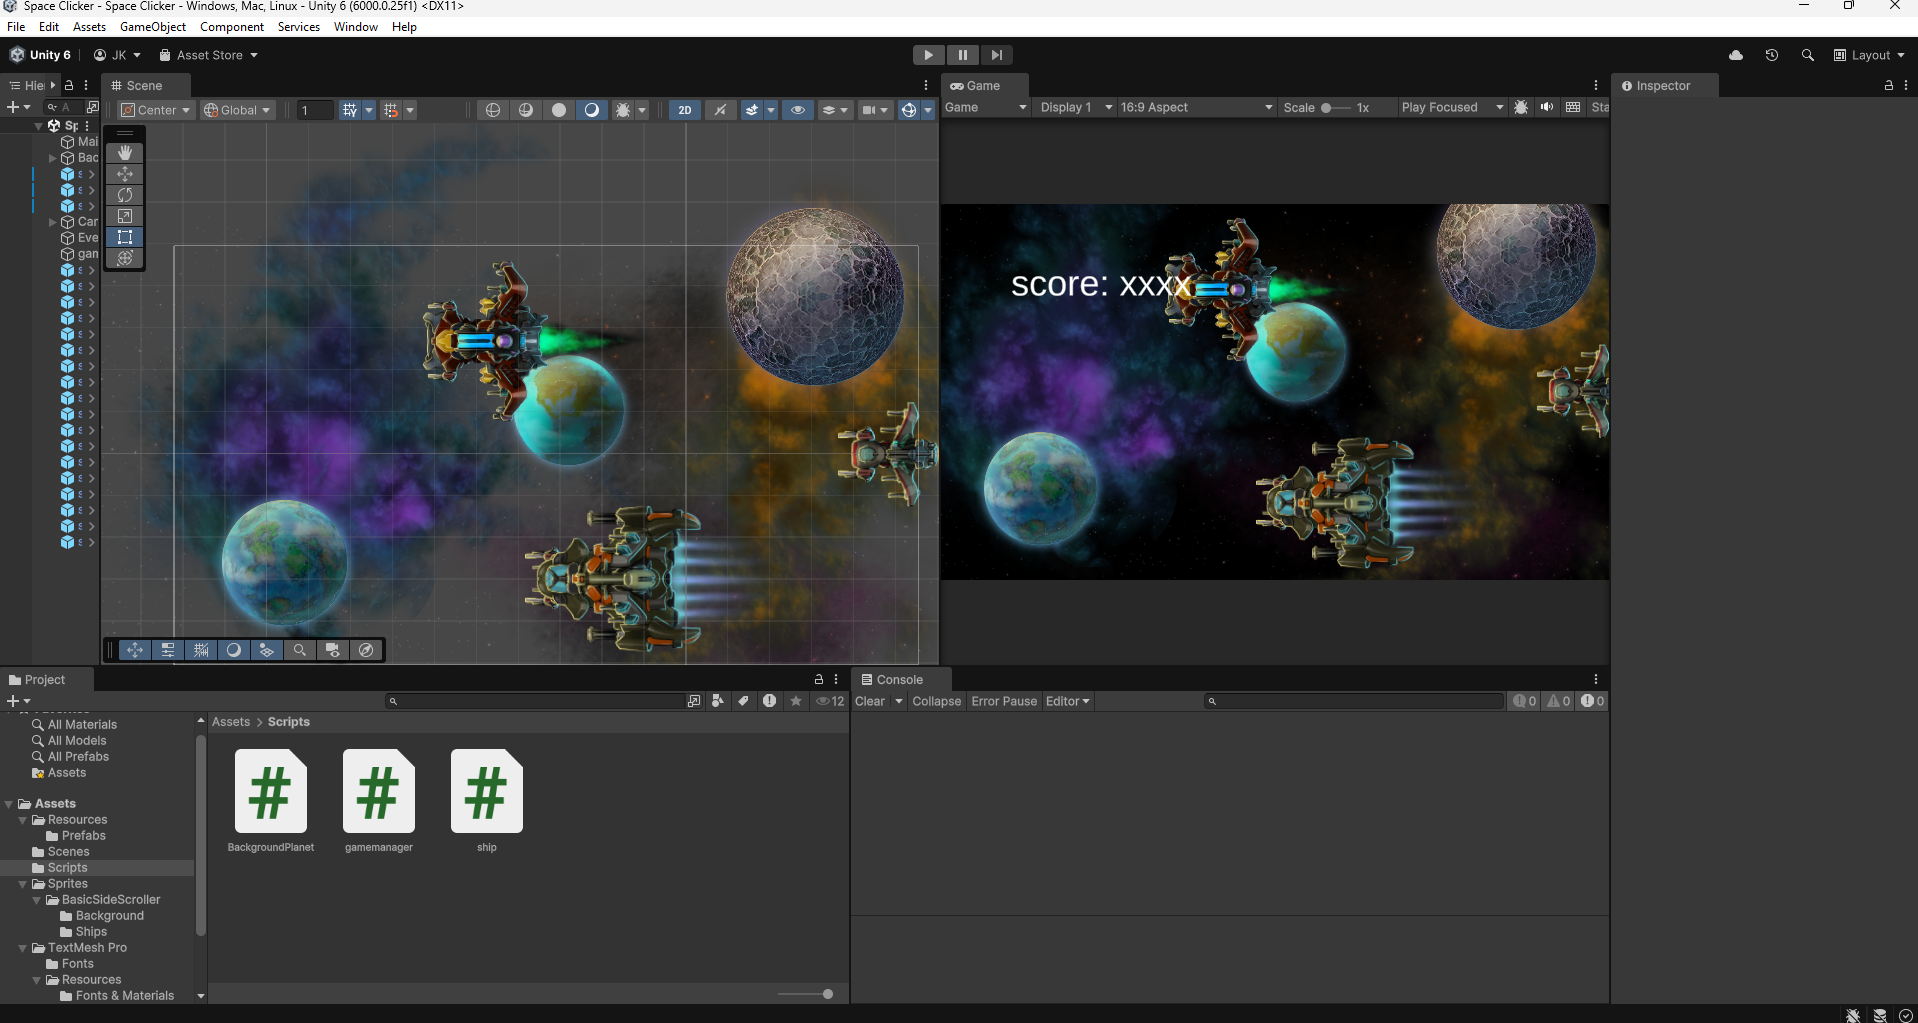 Space Clicker - Space Clicker - Windows, Mac, Linux - Unity 6 (6000.0.25f1) <DX11>
File Edit Assets GameObject Component Services Window Help
Unity 6 JK Asset Store Layout
Hie Scene Game Inspector
A Center Global 1 2D Game Display 1 16:9 Aspect Scale 1x Play Focused Sta
Sp
Mai
Bac
s
s
s
Car
Eve
gam
score: xxxx
Project Console
12 Clear Collapse Error Pause Editor 0 0 0
Favorites
All Materials
All Models
All Prefabs
Assets
Assets
Resources
Prefabs
Scenes
Scripts
Sprites
BasicSideScroller
Background
Ships
TextMesh Pro
Fonts
Resources
Fonts & Materials
Assets > Scripts
BackgroundPlanet gamemanager ship